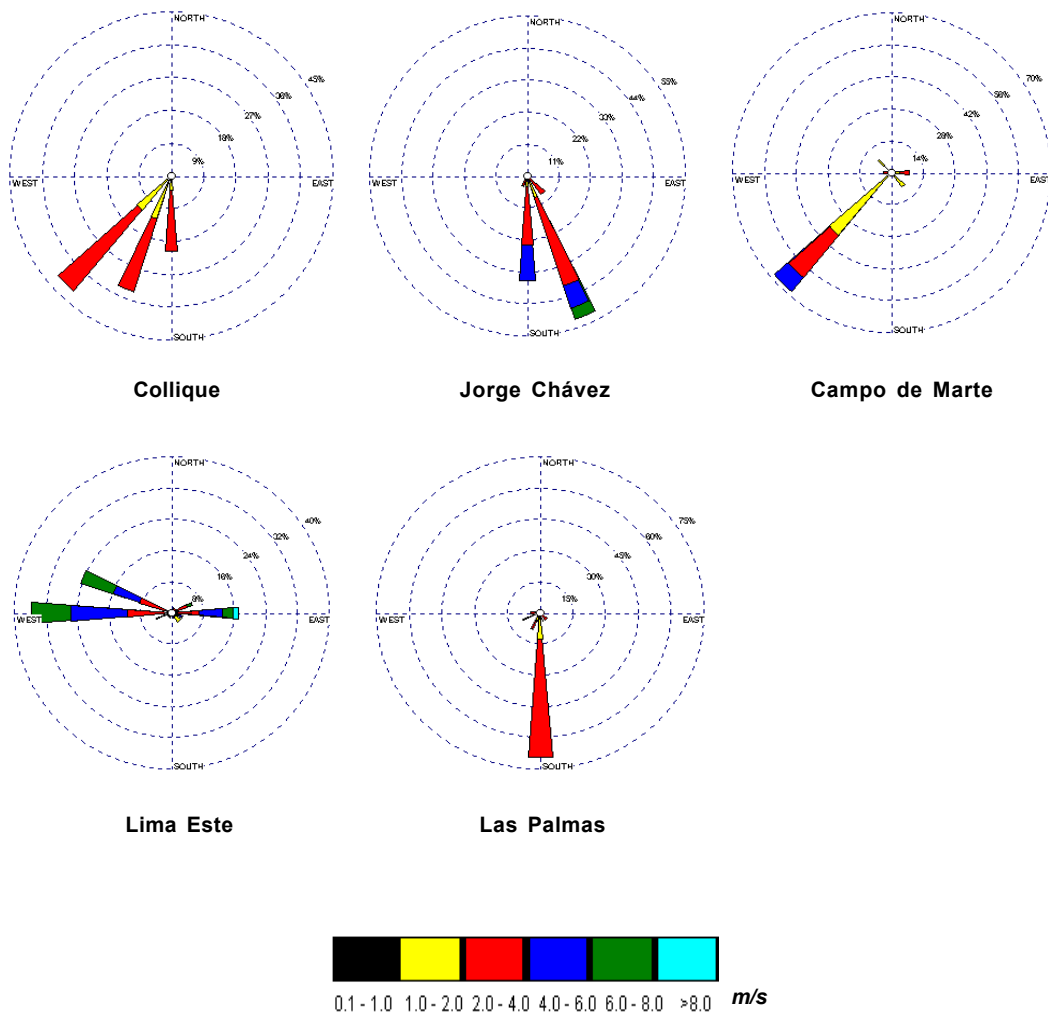 NORTH
45%
36%
27%
18%
9%
WEST
EAST
SOUTH
Collique
NORTH
55%
44%
33%
22%
11%
WEST
EAST
SOUTH
Jorge Chávez
NORTH
70%
56%
42%
28%
14%
WEST
EAST
SOUTH
Campo de Marte
NORTH
40%
32%
24%
16%
8%
WEST
EAST
SOUTH
Lima Este
NORTH
75%
60%
45%
30%
15%
WEST
EAST
SOUTH
Las Palmas
0.1 - 1.0 1.0 - 2.0 2.0 - 4.0 4.0 - 6.0 6.0 - 8.0 >8.0 m/s